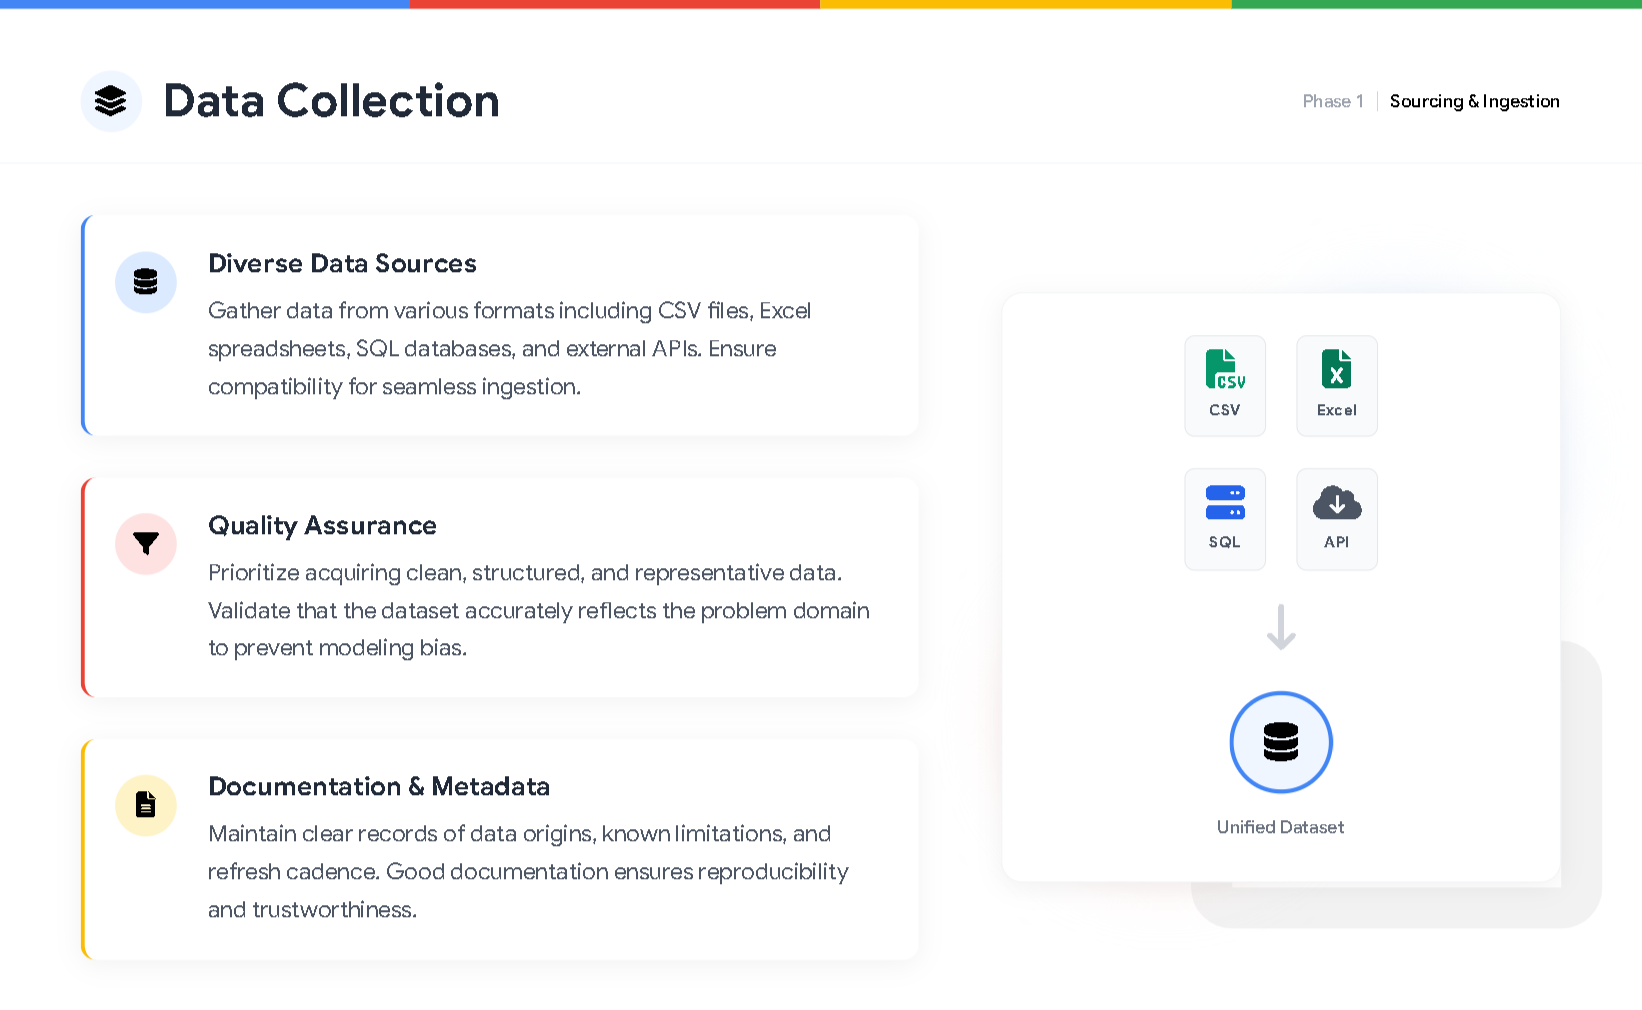 Data Collection
Phase 1
Sourcing & Ingestion
Diverse Data Sources
Gather data from various formats including CSV files, Excel
spreadsheets, SQL databases, and external APIs. Ensure
compatibility for seamless ingestion.
Quality Assurance
Prioritize acquiring clean, structured, and representative data.
Validate that the dataset accurately reflects the problem domain
to prevent modeling bias.
Documentation & Metadata
Maintain clear records of data origins, known limitations, and
refresh cadence. Good documentation ensures reproducibility
and trustworthiness.
CSV
CSV
X
Excel
SQL
API
Unified Dataset